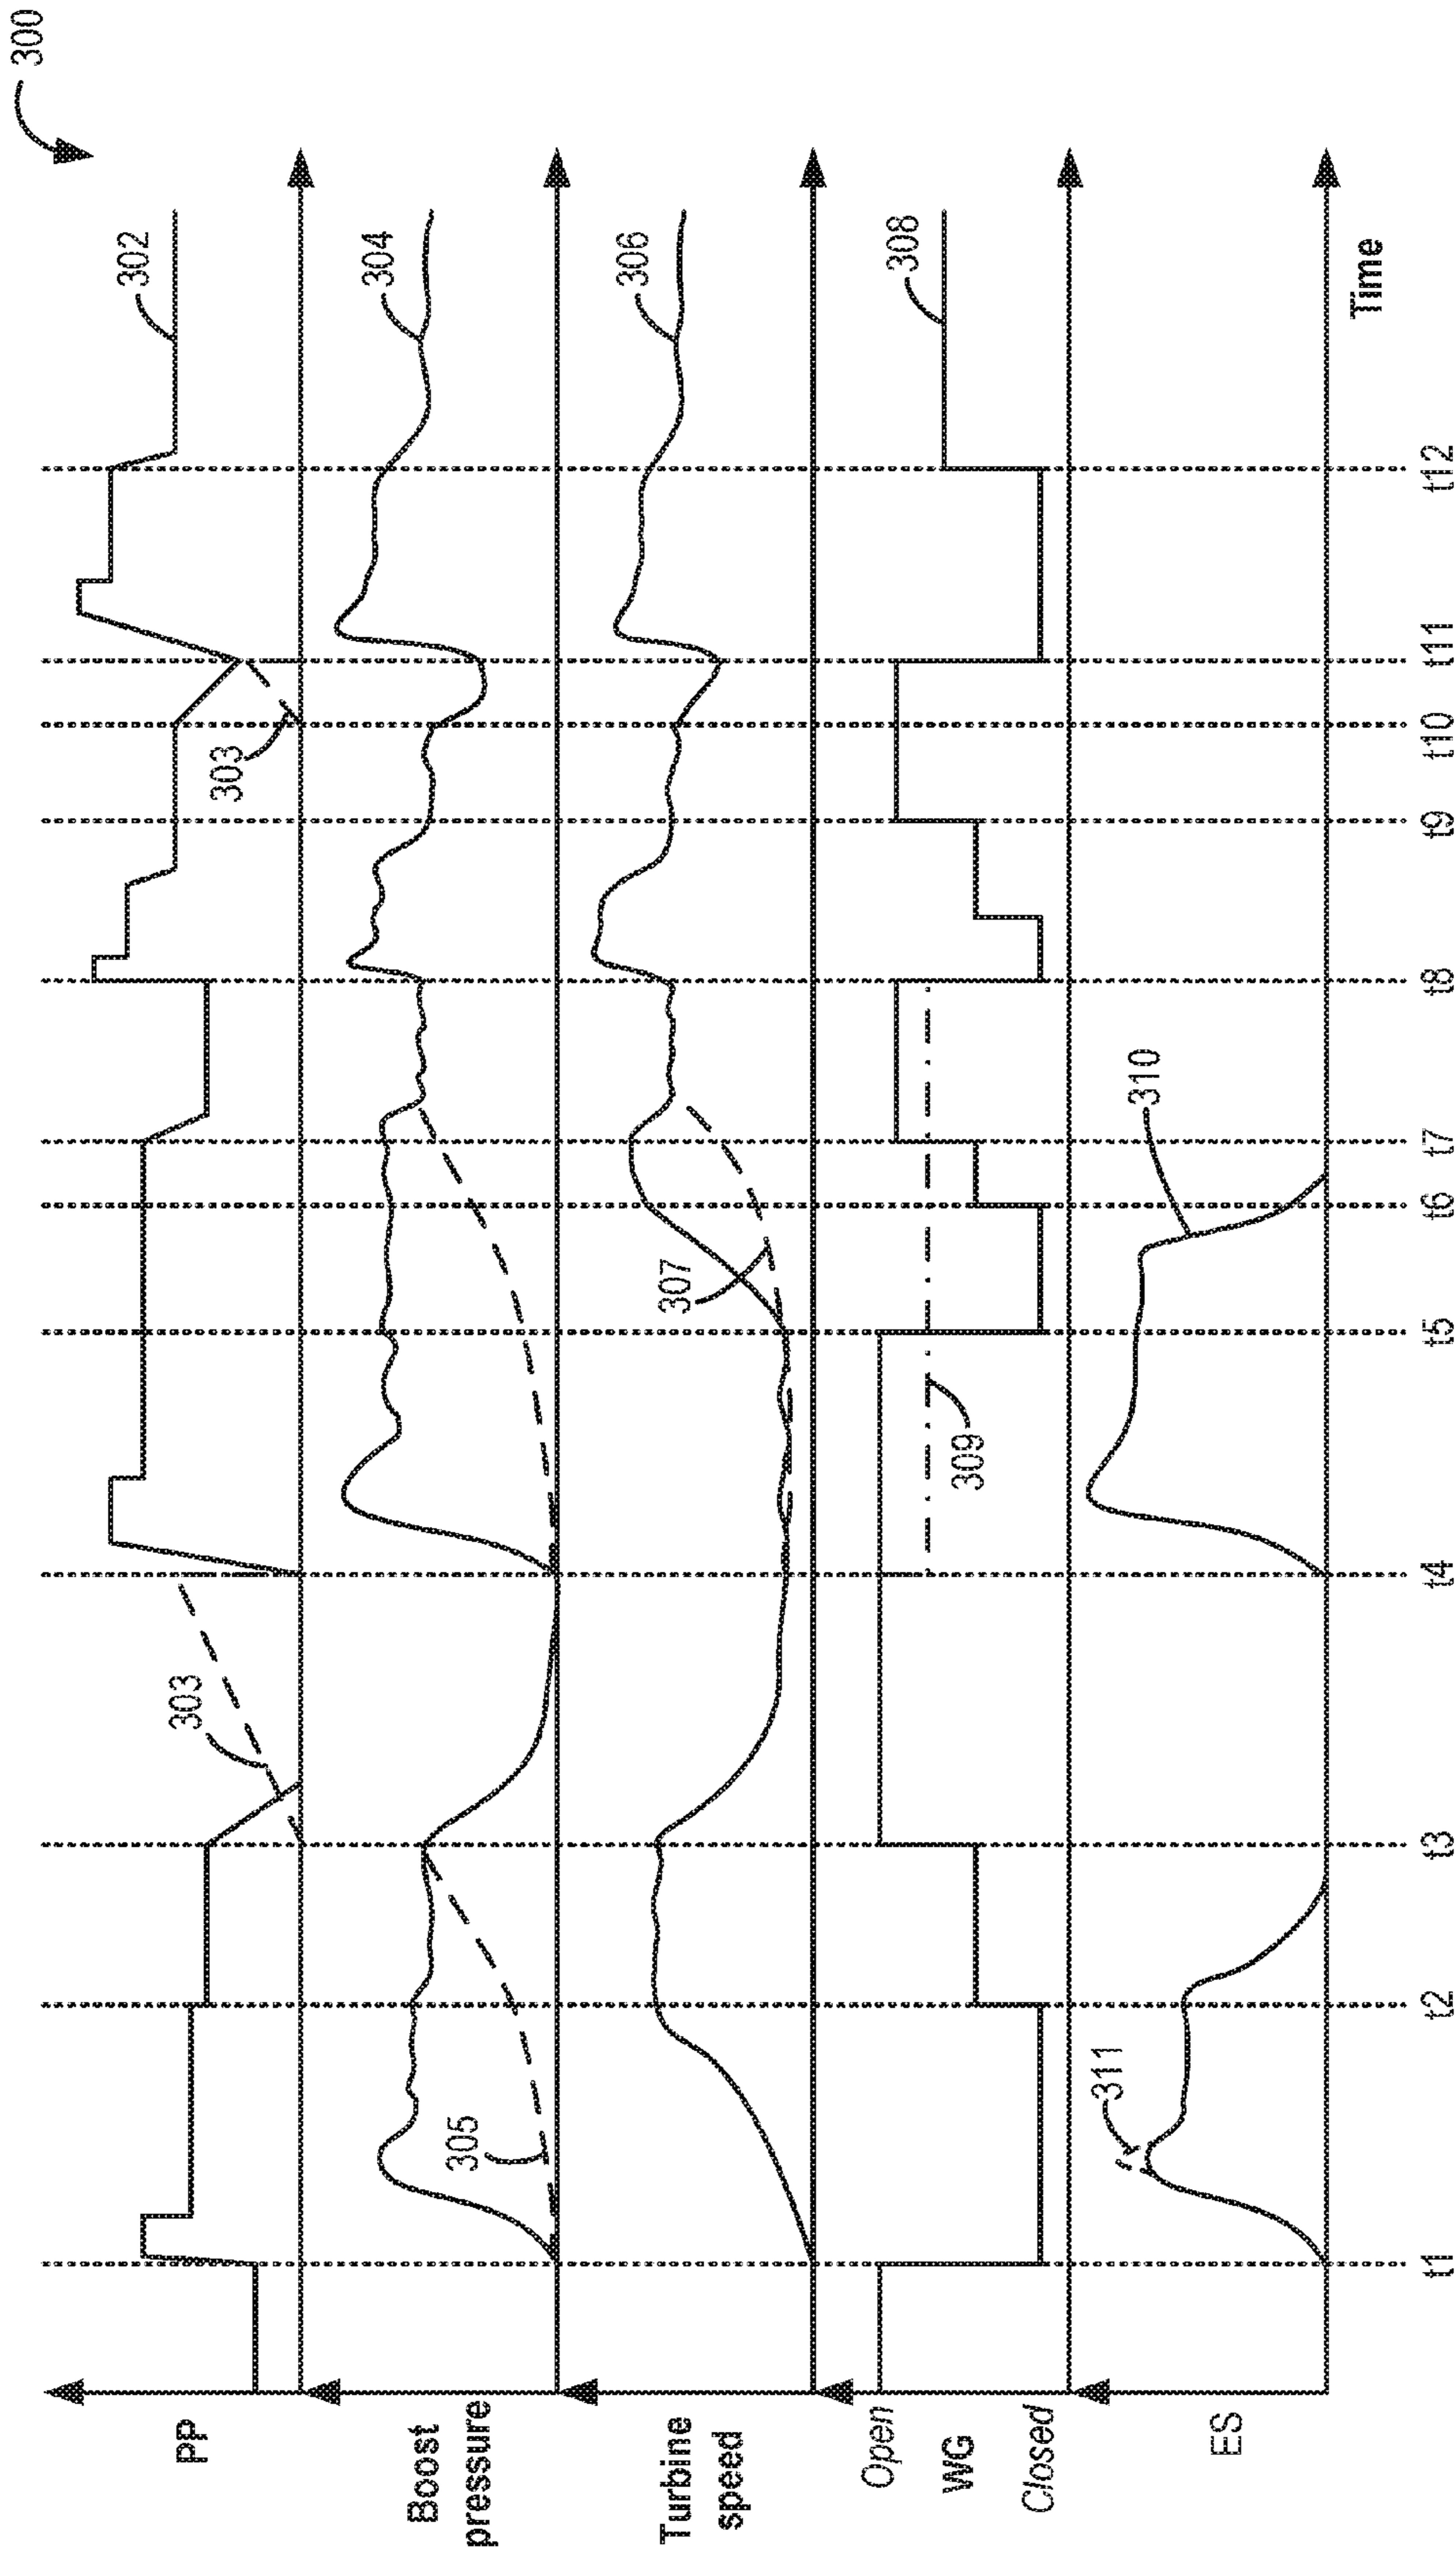 300
PP
302
303
303
Boost
pressure
304
305
Turbine
speed
306
307
Open
WG
Closed
308
309
ES
310
311
t1 t2 t3 t4 t5 t6 t7 t8 t9 t10 t11 t12
Time